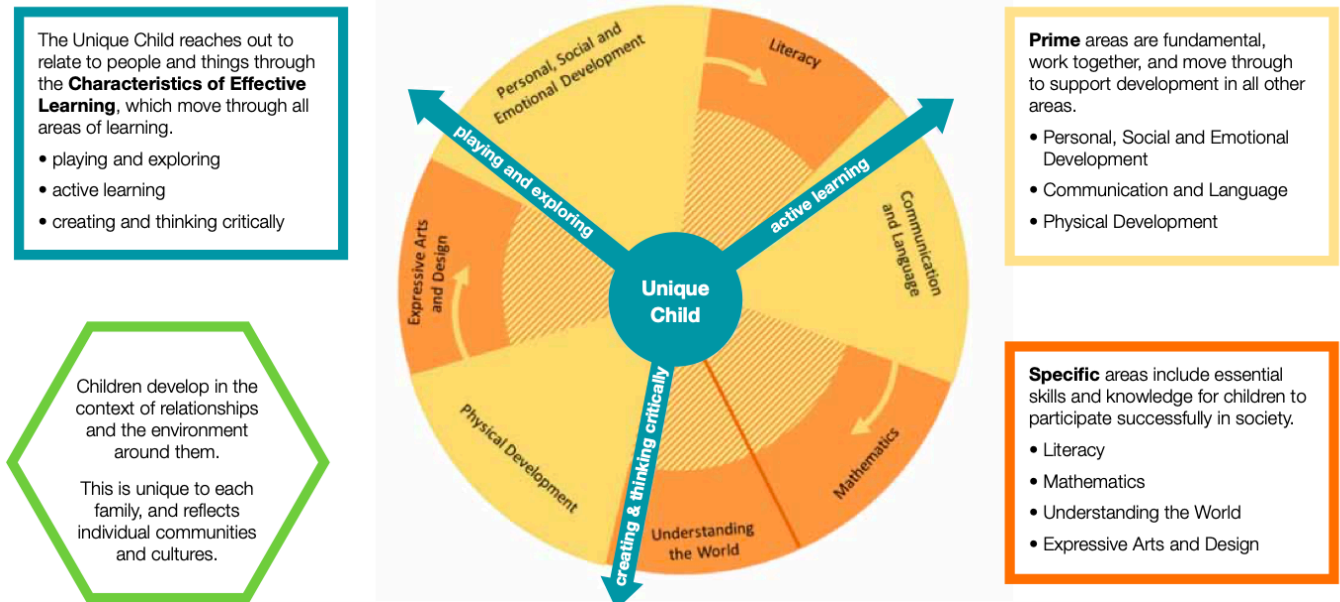 The Unique Child reaches out to
relate to people and things through
the Characteristics of Effective
Learning, which move through all
areas of learning.
• playing and exploring
• active learning
• creating and thinking critically
Children develop in the
context of relationships
and the environment
around them.
This is unique to each
family, and reflects
individual communities
and cultures.
Personal, Social and
Emotional Development
Literacy
playing and exploring
active learning
Communication
and Language
Expressive Arts
and Design
Unique
Child
Physical Development
creating & thinking critically
Mathematics
Understanding
the World
Prime areas are fundamental,
work together, and move through
to support development in all other
areas.
• Personal, Social and Emotional
Development
• Communication and Language
• Physical Development
Specific areas include essential
skills and knowledge for children to
participate successfully in society.
• Literacy
• Mathematics
• Understanding the World
• Expressive Arts and Design